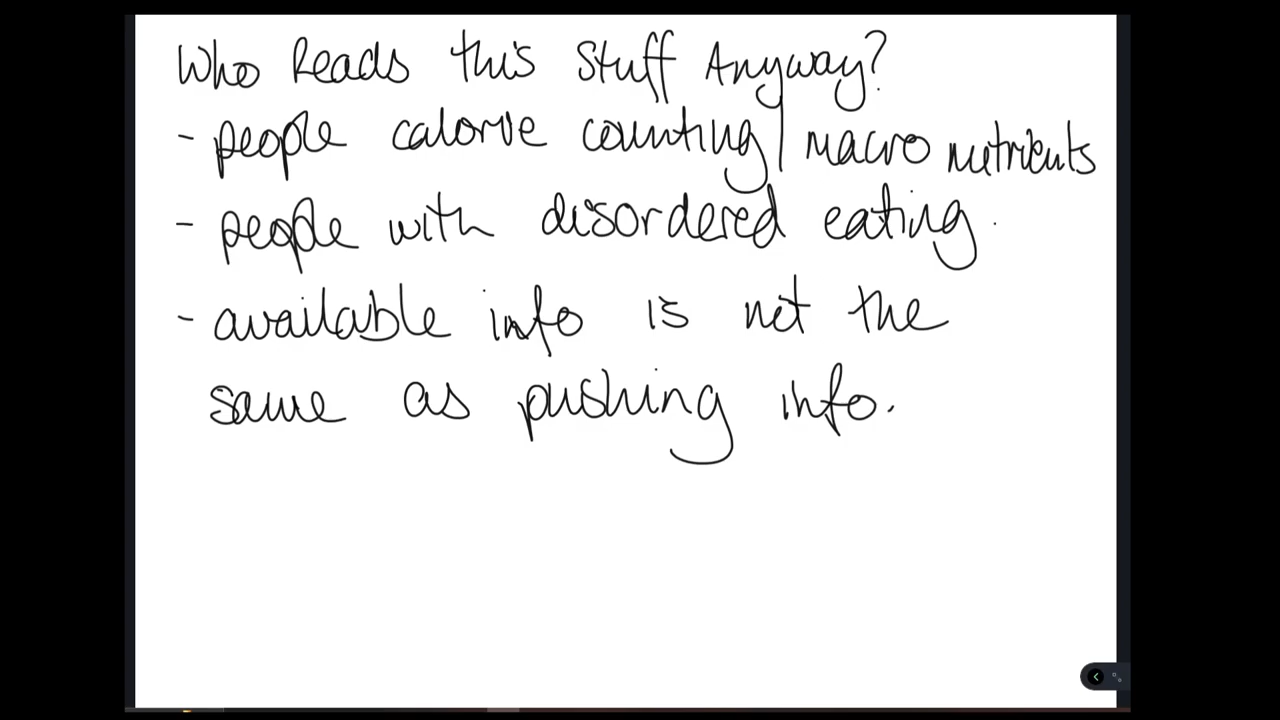 Who Reads this Stuff Anyway?
- people calorie counting / macro nutrients
- people with disordered eating.
- available info is not the
same as pushing info.